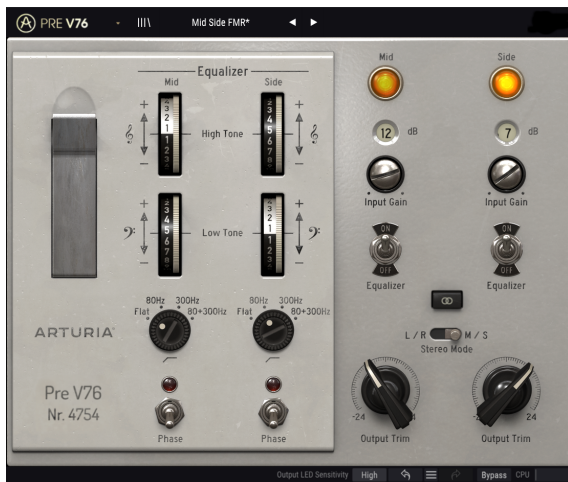 PRE V76 Mid Side FMR*
Equalizer
Mid Side
High Tone
Low Tone
80Hz 300Hz
Flat 80+300Hz
80Hz 300Hz
Flat 80+300Hz
ARTURIA
Pre V76
Nr. 4754
Phase Phase
Mid Side
12 dB 7 dB
Input Gain Input Gain
ON ON
OFF OFF
Equalizer Equalizer
L / R M / S
Stereo Mode
-24 24
Output Trim Output Trim
Output LED Sensitivity High Bypass CPU